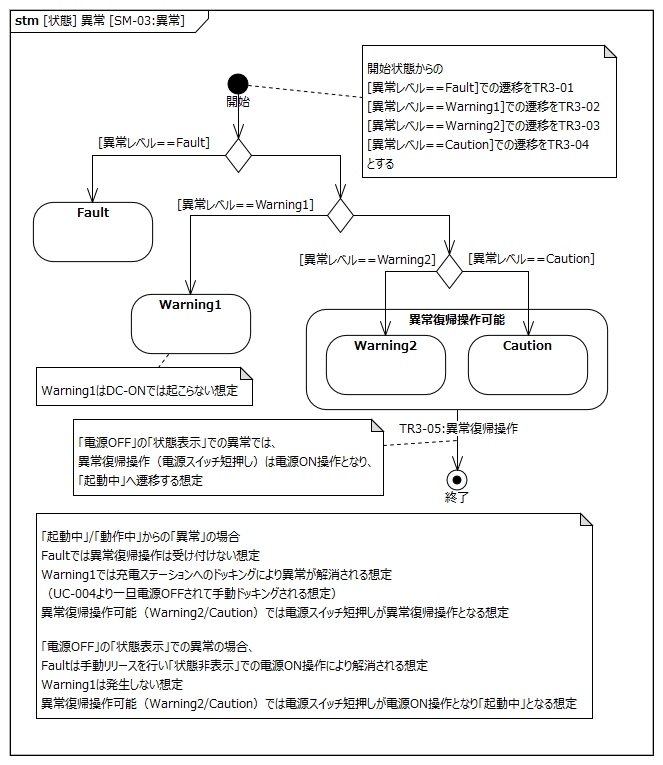 stm [状態] 異常 [SM-03:異常]
開始状態からの
[異常レベル==Fault]での遷移をTR3-01
[異常レベル==Warning1]での遷移をTR3-02
[異常レベル==Warning2]での遷移をTR3-03
[異常レベル==Caution]での遷移をTR3-04
とする
開始
[異常レベル==Fault]
[異常レベル==Warning1]
Fault
[異常レベル==Warning2]
[異常レベル==Caution]
Warning1
異常復帰操作可能
Warning2
Caution
Warning1はDC-ONでは起こらない想定
TR3-05:異常復帰操作
「電源OFF」の「状態表示」での異常では、
異常復帰操作（電源スイッチ短押し）は電源ON操作となり、
「起動中」へ遷移する想定
終了
「起動中」/「動作中」からの「異常」の場合
Faultでは異常復帰操作は受け付けない想定
Warning1では充電ステーションへのドッキングにより異常が解消される想定
（UC-004より一旦電源OFFされて手動ドッキングされる想定）
異常復帰操作可能（Warning2/Caution）では電源スイッチ短押しが異常復帰操作となる想定
「電源OFF」の「状態表示」での異常の場合、
Faultは手動リリースを行い「状態非表示」での電源ON操作により解消される想定
Warning1は発生しない想定
異常復帰操作可能（Warning2/Caution）では電源スイッチ短押しが電源ON操作となり「起動中」となる想定